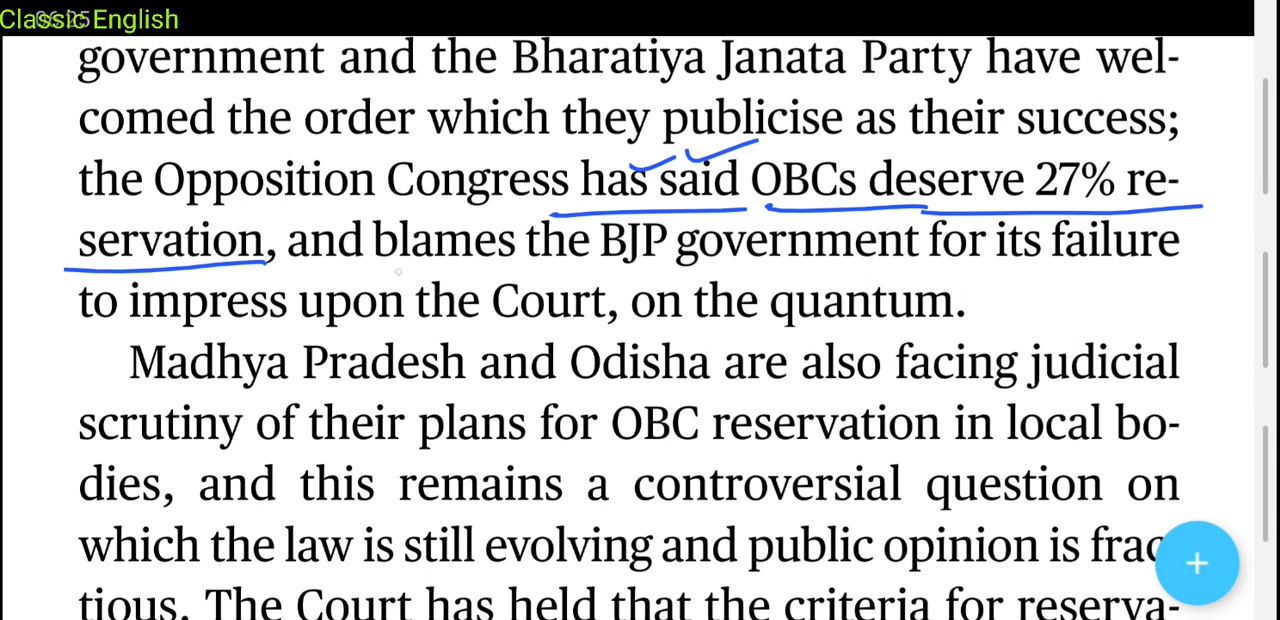 Classic English
government and the Bharatiya Janata Party have wel-
comed the order which they publicise as their success;
the Opposition Congress has said OBCs deserve 27% re-
servation, and blames the BJP government for its failure
to impress upon the Court, on the quantum.
Madhya Pradesh and Odisha are also facing judicial
scrutiny of their plans for OBC reservation in local bo-
dies, and this remains a controversial question on
which the law is still evolving and public opinion is frac
tious. The Court has held that the criteria for reserva-